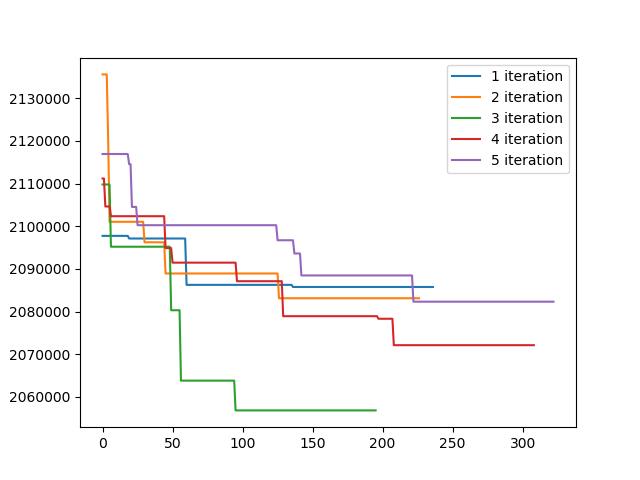 1 iteration
2 iteration
3 iteration
4 iteration
5 iteration
2130000
2120000
2110000
2100000
2090000
2080000
2070000
2060000
0 50 100 150 200 250 300